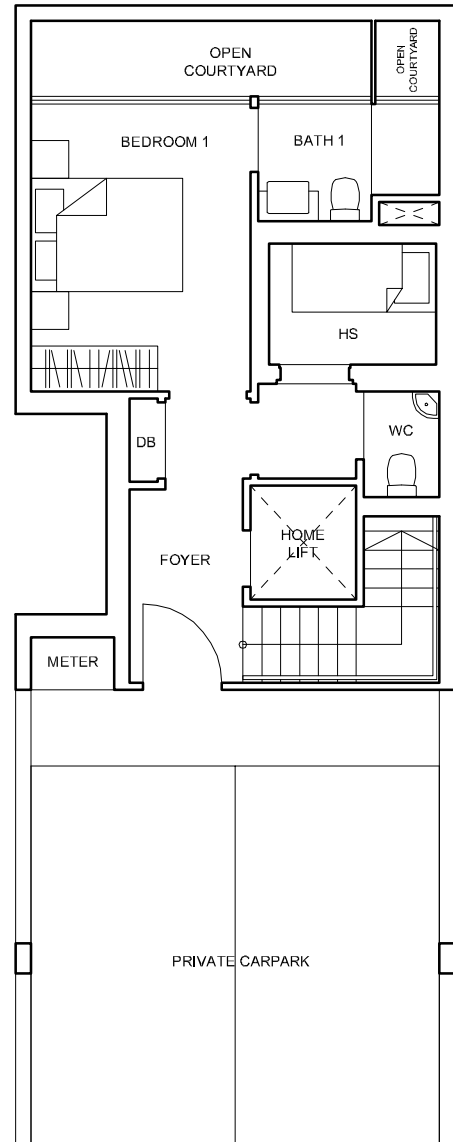 OPEN
COURTYARD
OPEN
COURTYARD
BEDROOM 1
BATH 1
HS
WC
DB
HOME
LIFT
FOYER
METER
PRIVATE CARPARK